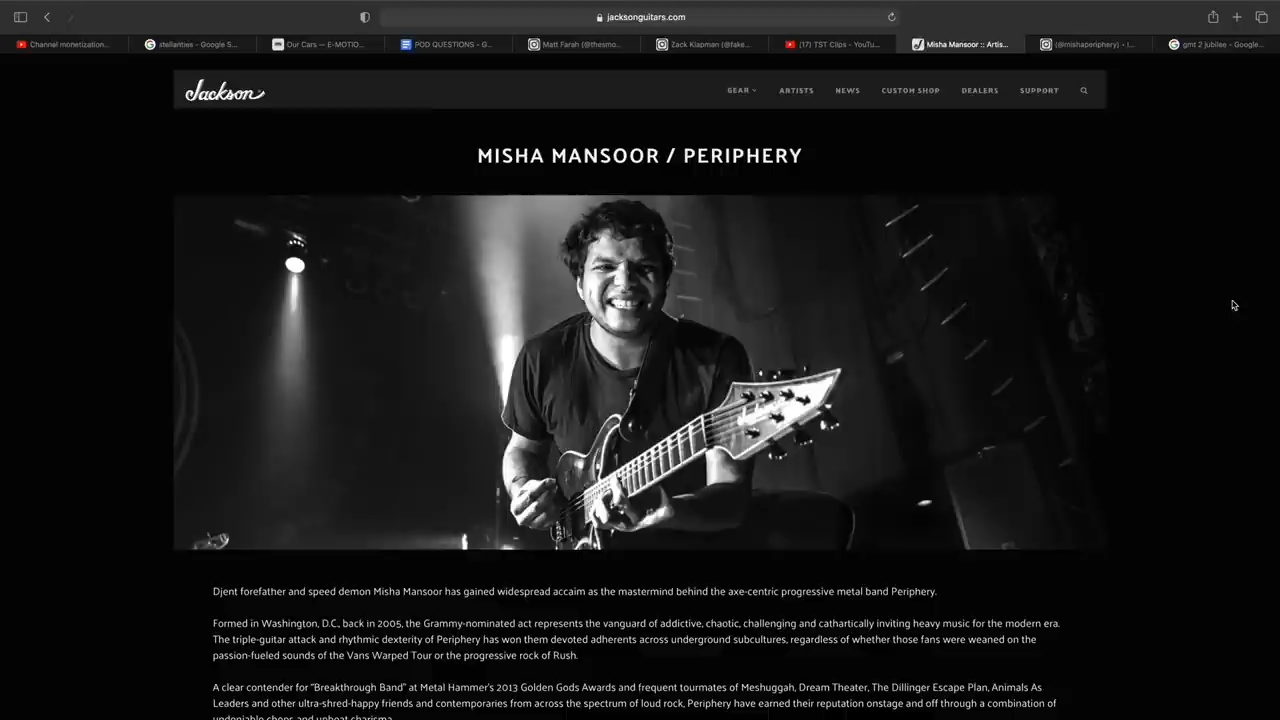 jacksonguitars.com
Channel monetization...
stellanties - Google S...
Our Cars — E-MOTIO...
POD QUESTIONS - G...
Matt Farah (@thesmo...
Zack Klapman (@fake...
(17) TST Clips - YouTu...
Misha Mansoor :: Artis...
(@mishaperiphery) • I...
gmt 2 jubilee - Google...
Jackson
GEAR
ARTISTS
NEWS
CUSTOM SHOP
DEALERS
SUPPORT
MISHA MANSOOR / PERIPHERY
Djent forefather and speed demon Misha Mansoor has gained widespread accaim as the mastermind behind the axe-centric progressive metal band Periphery.
Formed in Washington, D.C., back in 2005, the Grammy-nominated act represents the vanguard of addictive, chaotic, challenging and cathartically inviting heavy music for the modern era.
The triple-guitar attack and rhythmic dexterity of Periphery has won them devoted adherents across underground subcultures, regardless of whether those fans were weaned on the
passion-fueled sounds of the Vans Warped Tour or the progressive rock of Rush.
A clear contender for "Breakthrough Band" at Metal Hammer's 2013 Golden Gods Awards and frequent tourmates of Meshuggah, Dream Theater, The Dillinger Escape Plan, Animals As
Leaders and other ultra-shred-happy friends and contemporaries from across the spectrum of loud rock, Periphery have earned their reputation onstage and off through a combination of
undeniable chops and upbeat charisma.